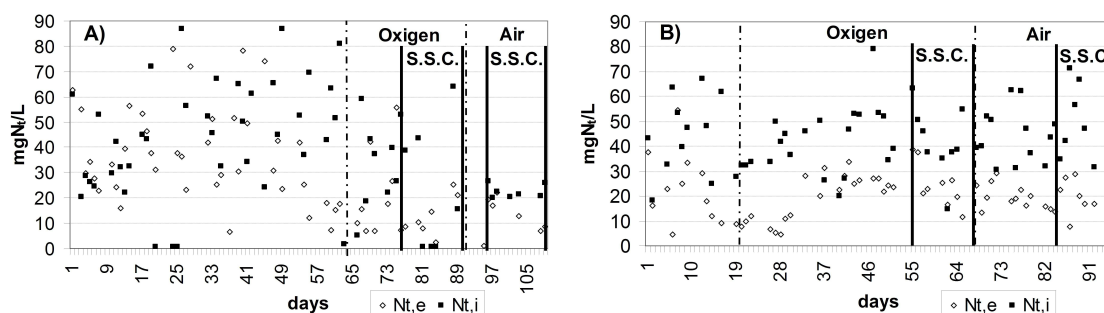 A)
Oxigen
Air
S.S.C.
S.S.C.
90
80
70
60
50
40
30
20
10
0
mgNt/L
1
9
17
25
33
41
49
57
65
73
81
89
97
105
days
Nt,e
Nt,i
B)
Oxigen
Air
S.S.C.
S.S.C
90
80
70
60
50
40
30
20
10
0
mgNt/L
1
10
19
28
37
46
55
64
73
82
91
days
Nt,e
Nt,i